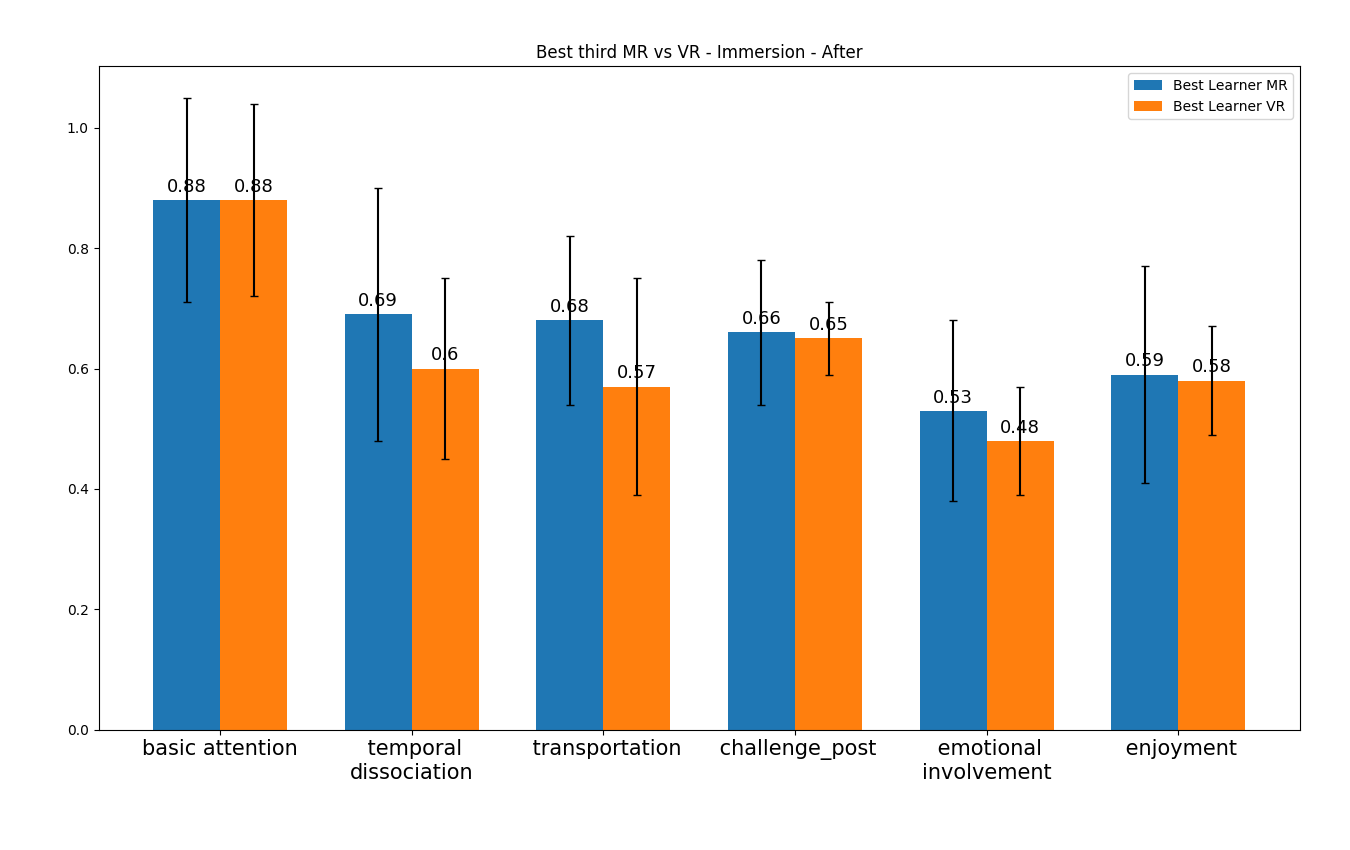 Best third MR vs VR - Immersion - After
Best Learner MR
Best Learner VR
1.0
0.8
0.6
0.4
0.2
0.0
0.88
0.88
0.69
0.6
0.68
0.57
0.66
0.65
0.53
0.48
0.59
0.58
basic attention
temporal
dissociation
transportation
challenge_post
emotional
involvement
enjoyment